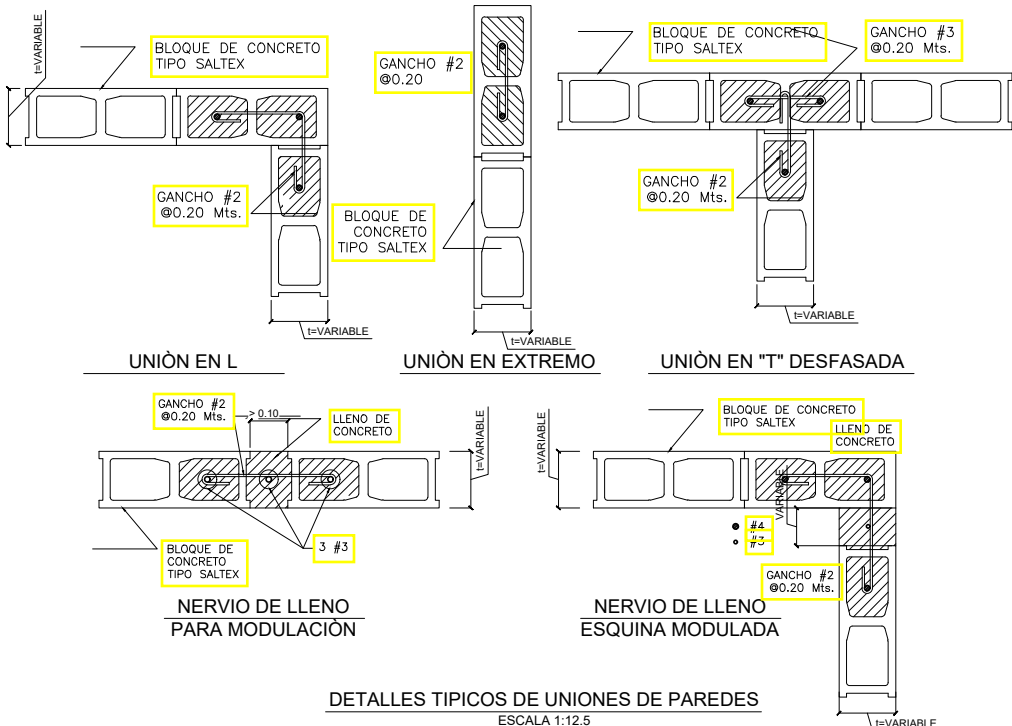 t=VARIABLE
BLOQUE DE CONCRETO
TIPO SALTEX
GANCHO #2
@0.20 Mts.
t=VARIABLE
UNIÒN EN L
GANCHO #2
@0.20
BLOQUE DE
CONCRETO
TIPO SALTEX
t=VARIABLE
UNIÒN EN EXTREMO
BLOQUE DE CONCRETO
TIPO SALTEX
GANCHO #3
@0.20 Mts.
GANCHO #2
@0.20 Mts.
t=VARIABLE
UNIÒN EN "T" DESFASADA
GANCHO #2
@0.20 Mts.
> 0.10
LLENO DE
CONCRETO
t=VARIABLE
BLOQUE DE
CONCRETO
TIPO SALTEX
3 #3
NERVIO DE LLENO
PARA MODULACIÒN
t=VARIABLE
BLOQUE DE CONCRETO
TIPO SALTEX
LLENO DE
CONCRETO
VARIABLE
#4
#3
GANCHO #2
@0.20 Mts.
t=VARIABLE
NERVIO DE LLENO
ESQUINA MODULADA
DETALLES TIPICOS DE UNIONES DE PAREDES
ESCALA 1:12.5